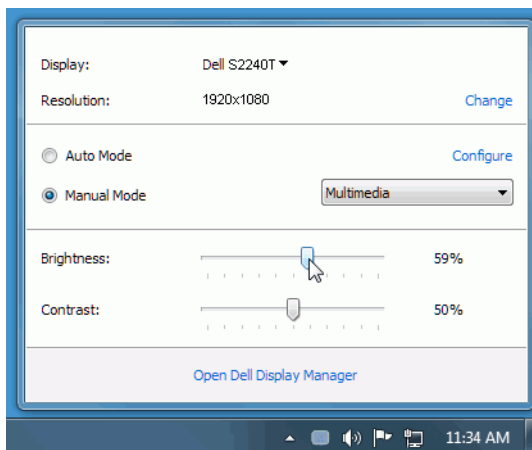 Display: Dell S2240T
Resolution: 1920x1080 Change
Auto Mode Configure
Manual Mode Multimedia
Brightness: 59%
Contrast: 50%
Open Dell Display Manager
11:34 AM